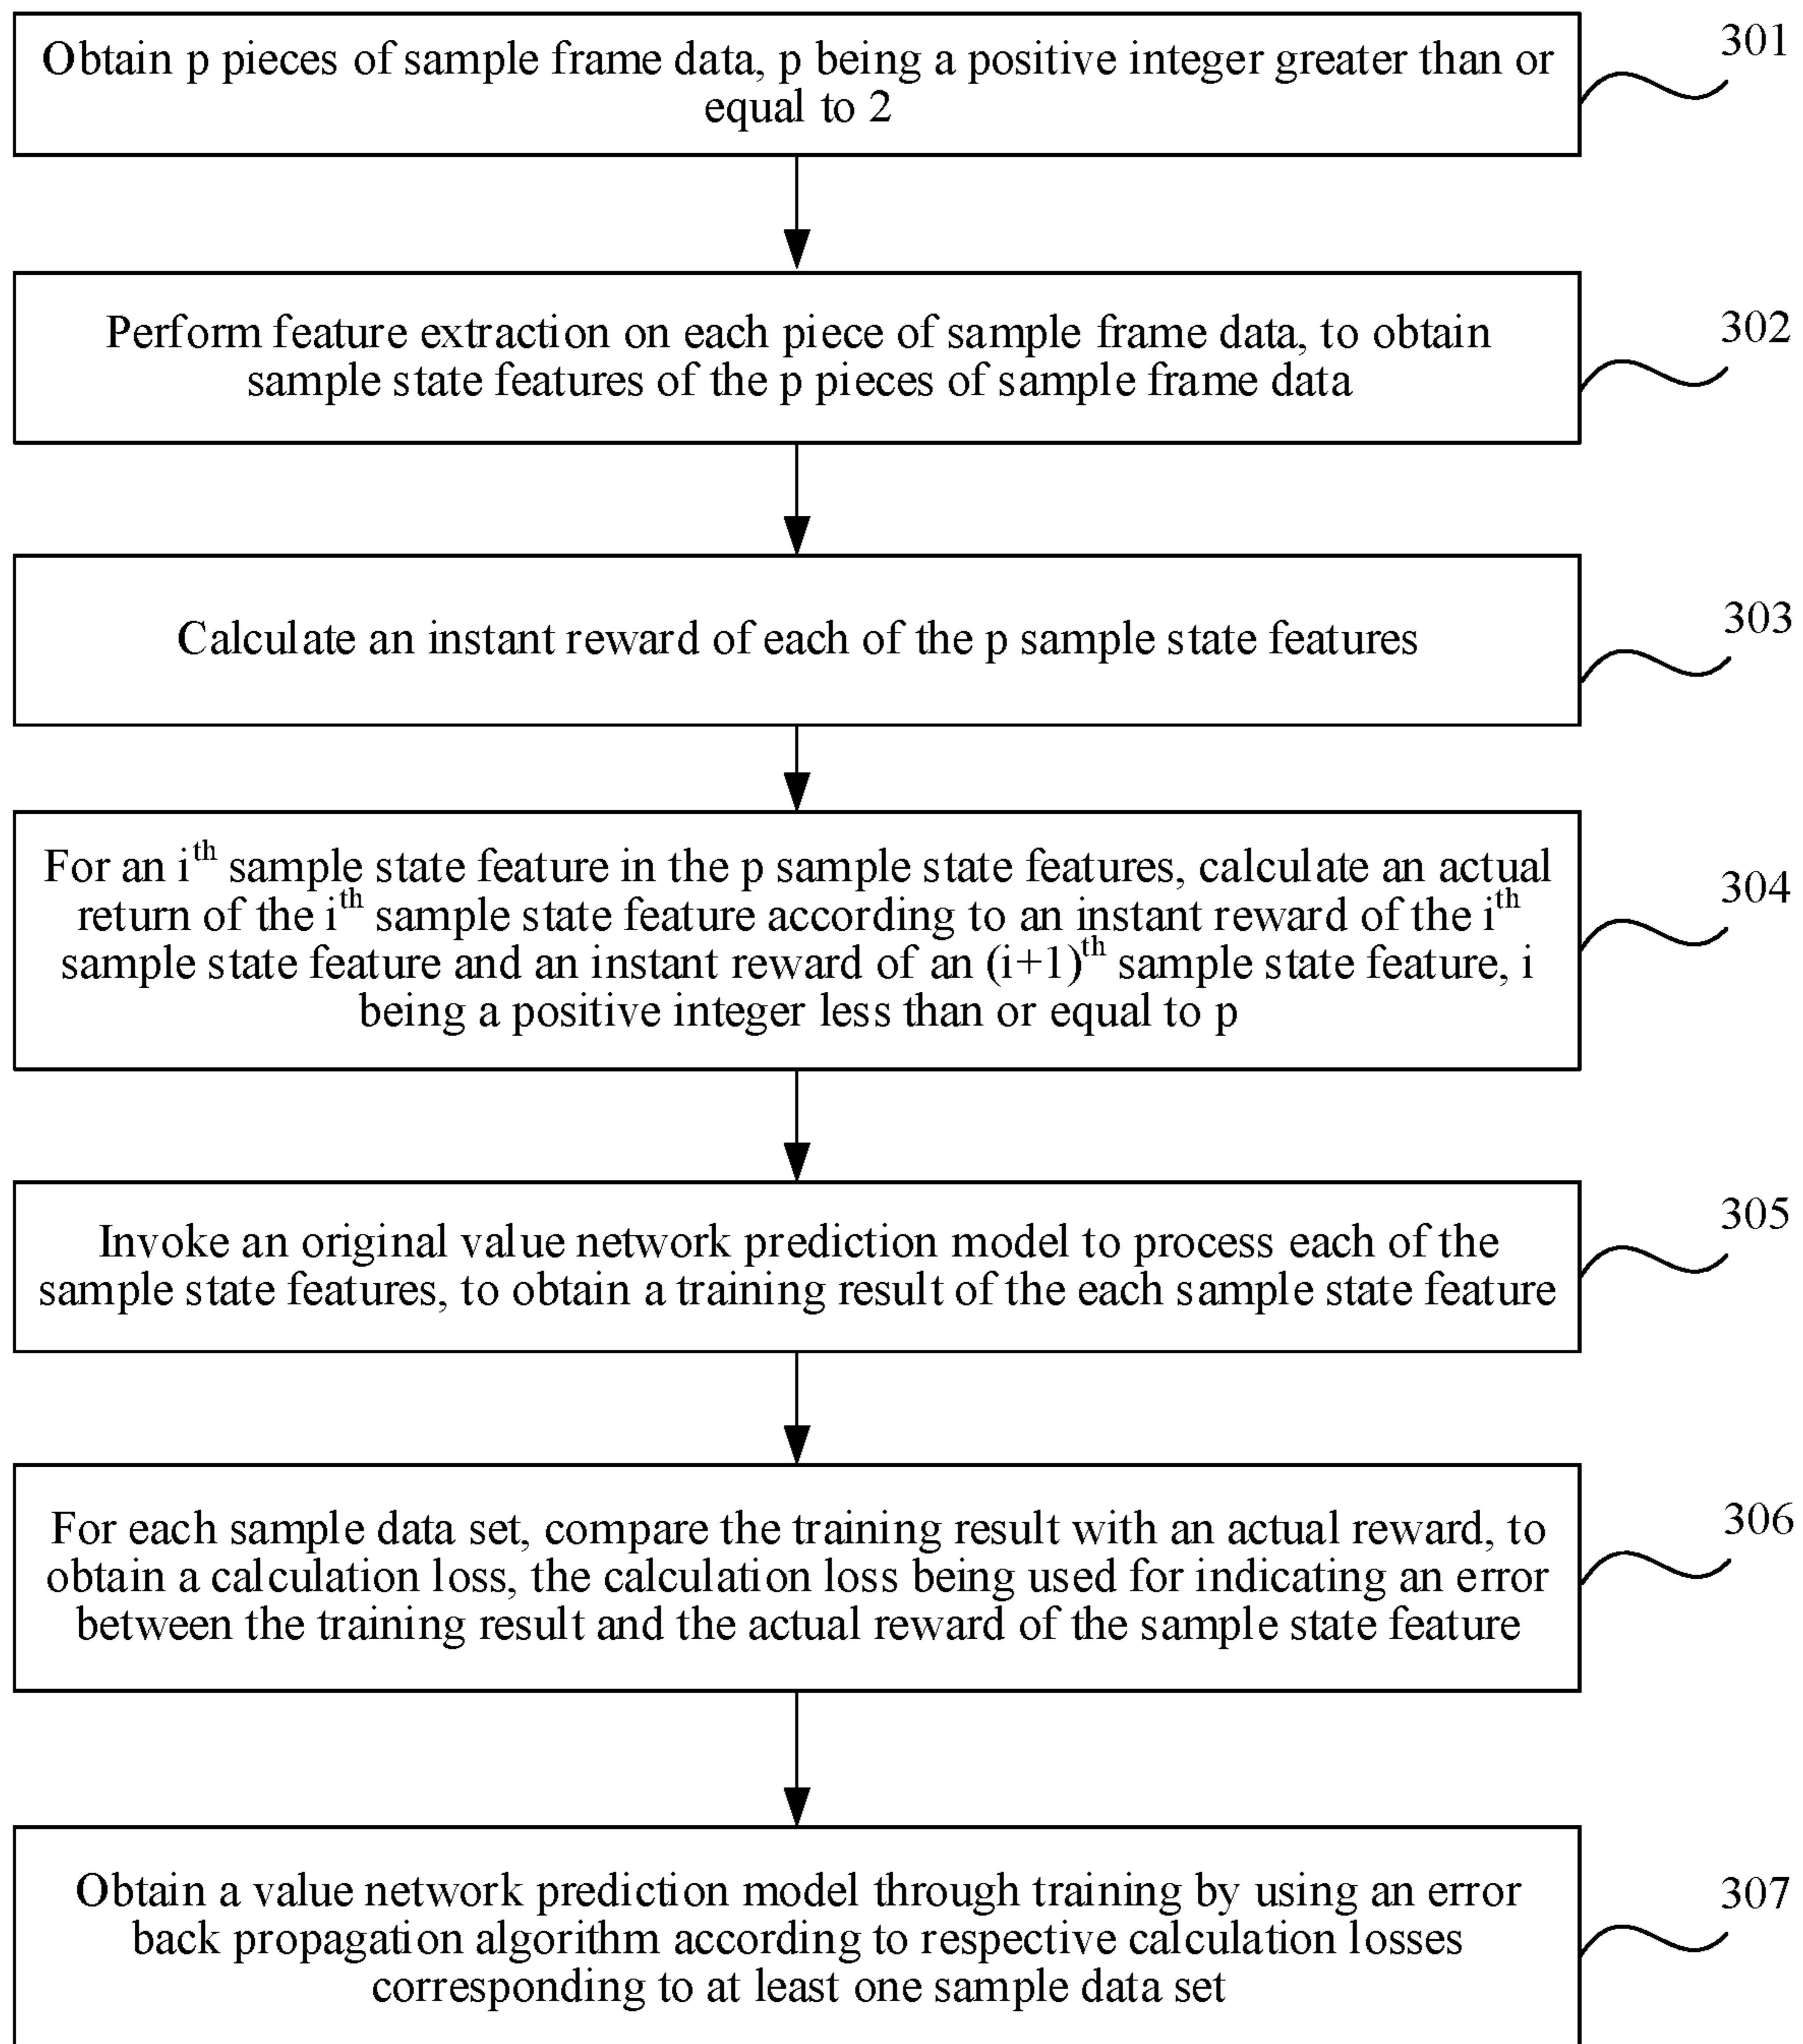 Obtain p pieces of sample frame data, p being a positive integer greater than or
equal to 2
301
Perform feature extraction on each piece of sample frame data, to obtain
sample state features of the p pieces of sample frame data
302
Calculate an instant reward of each of the p sample state features
303
For an ith sample state feature in the p sample state features, calculate an actual
return of the ith sample state feature according to an instant reward of the ith
sample state feature and an instant reward of an (i+1)th sample state feature, i
being a positive integer less than or equal to p
304
Invoke an original value network prediction model to process each of the
sample state features, to obtain a training result of the each sample state feature
305
For each sample data set, compare the training result with an actual reward, to
obtain a calculation loss, the calculation loss being used for indicating an error
between the training result and the actual reward of the sample state feature
306
Obtain a value network prediction model through training by using an error
back propagation algorithm according to respective calculation losses
corresponding to at least one sample data set
307